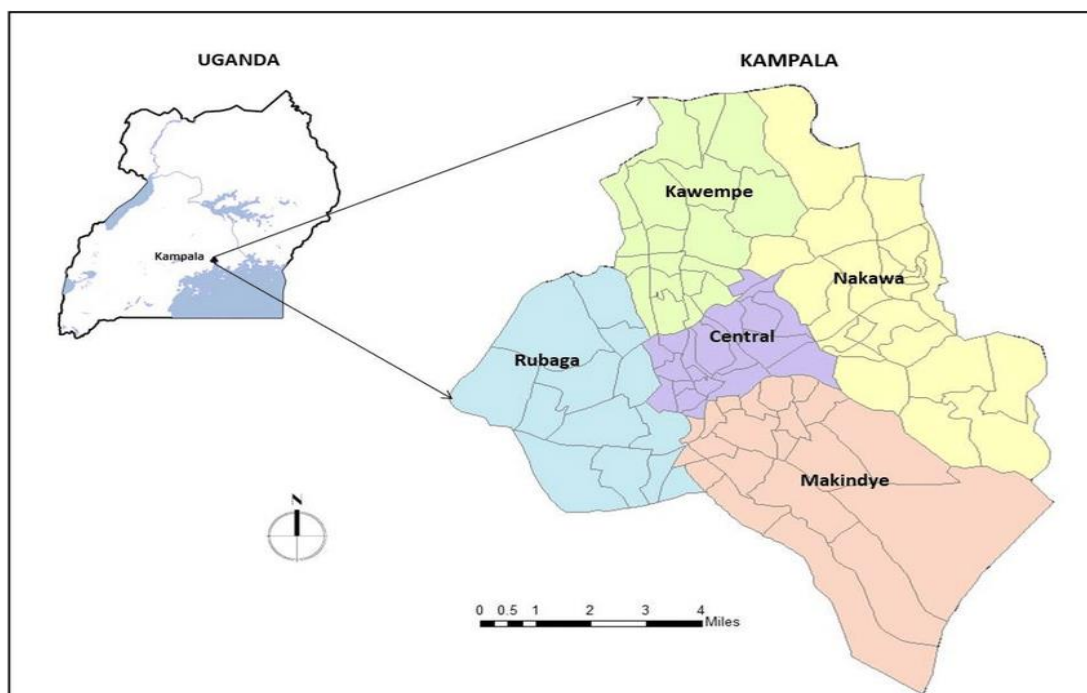 UGANDA
KAMPALA
Kawempe
Kampala
Nakawa
Central
Rubaga
Makindye
N
0 0.5 1 2 3 4
Miles